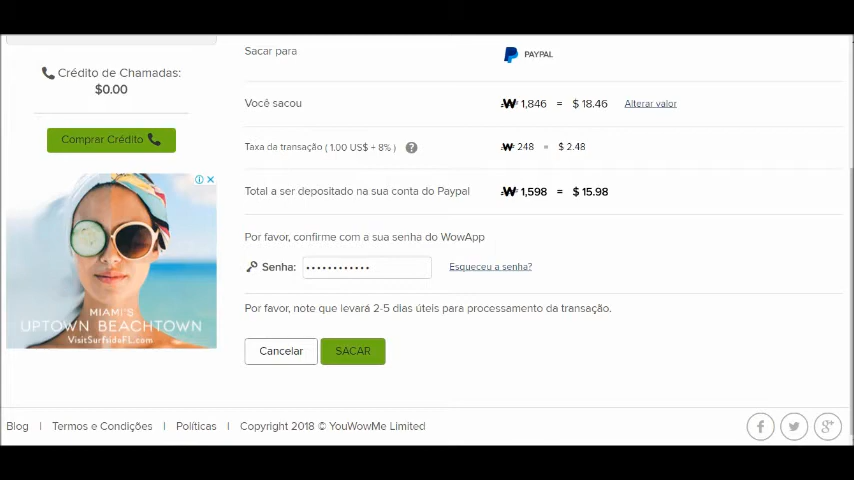 Sacar para
PAYPAL
Crédito de Chamadas:
$0.00
Comprar Crédito
Você sacou
1,846 = $ 18.46
Alterar valor
Taxa da transação ( 1.00 US$ + 8% ) ?
248 = $ 2.48
Total a ser depositado na sua conta do Paypal
1,598 = $ 15.98
Por favor, confirme com a sua senha do WowApp
Senha:
Esqueceu a senha?
Por favor, note que levará 2-5 dias úteis para processamento da transação.
Cancelar
SACAR
MIAMI'S
UPTOWN BEACHTOWN
VisitSurfsideFL.com
Blog | Termos e Condições | Políticas | Copyright 2018 © YouWowMe Limited